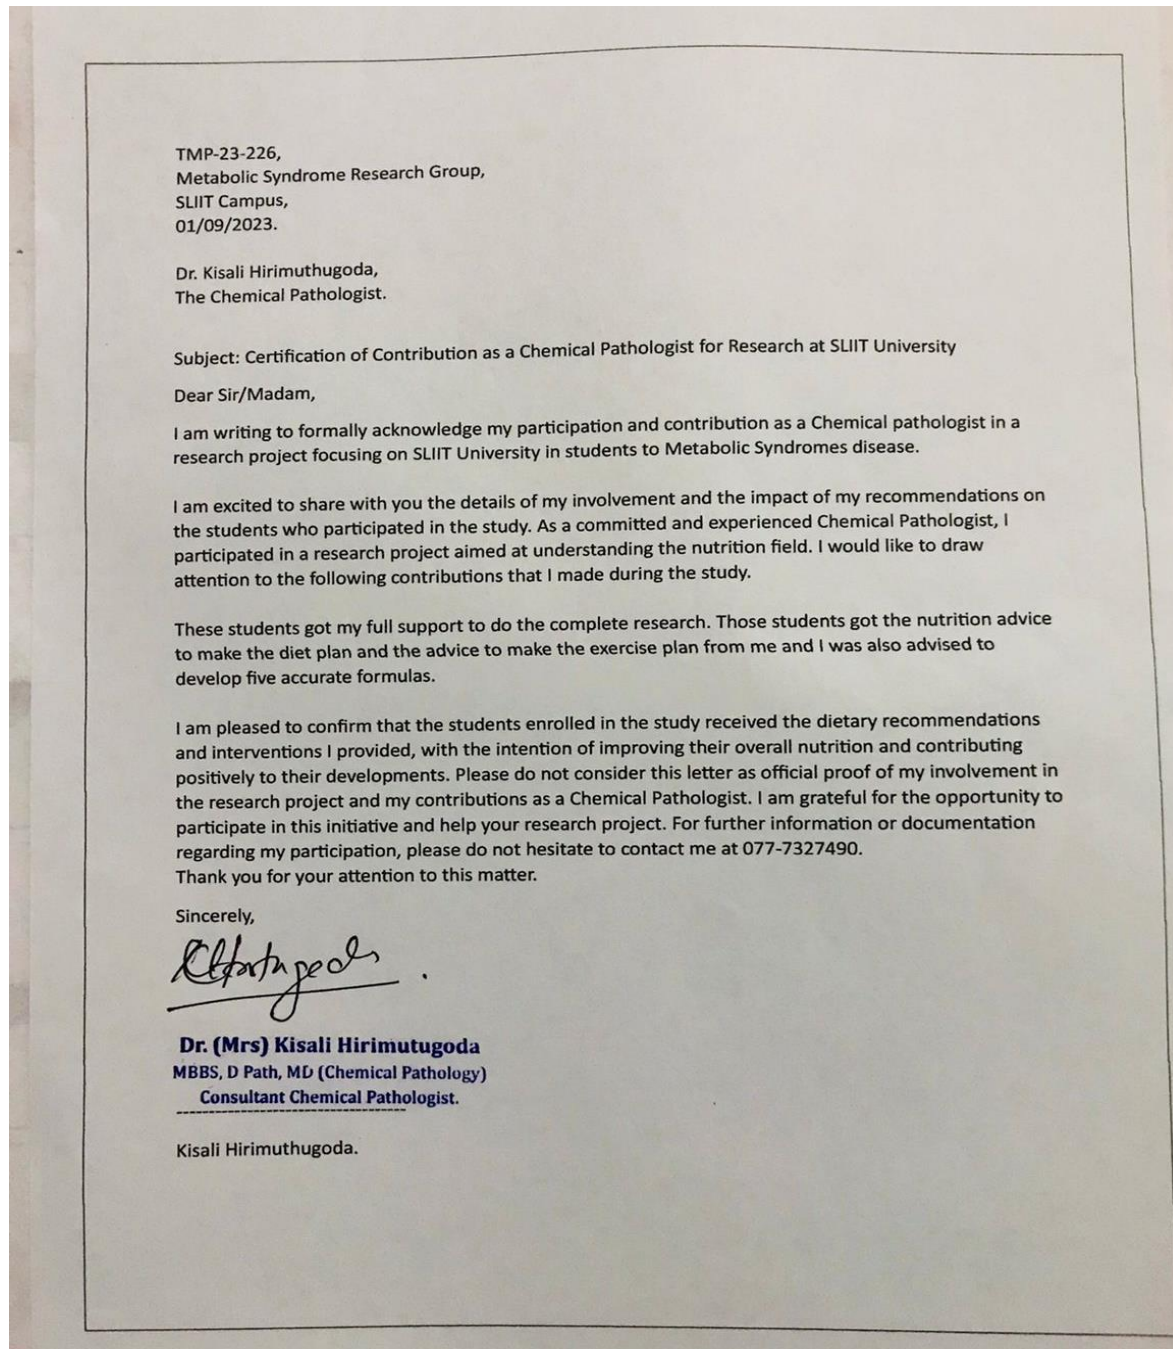 TMP-23-226,
Metabolic Syndrome Research Group,
SLIIT Campus,
01/09/2023.
Dr. Kisali Hirimuthugoda,
The Chemical Pathologist.
Subject: Certification of Contribution as a Chemical Pathologist for Research at SLIIT University
Dear Sir/Madam,
I am writing to formally acknowledge my participation and contribution as a Chemical pathologist in a
research project focusing on SLIIT University in students to Metabolic Syndromes disease.
I am excited to share with you the details of my involvement and the impact of my recommendations on
the students who participated in the study. As a committed and experienced Chemical Pathologist, I
participated in a research project aimed at understanding the nutrition field. I would like to draw
attention to the following contributions that I made during the study.
These students got my full support to do the complete research. Those students got the nutrition advice
to make the diet plan and the advice to make the exercise plan from me and I was also advised to
develop five accurate formulas.
I am pleased to confirm that the students enrolled in the study received the dietary recommendations
and interventions I provided, with the intention of improving their overall nutrition and contributing
positively to their developments. Please do not consider this letter as official proof of my involvement in
the research project and my contributions as a Chemical Pathologist. I am grateful for the opportunity to
participate in this initiative and help your research project. For further information or documentation
regarding my participation, please do not hesitate to contact me at 077-7327490.
Thank you for your attention to this matter.
Sincerely,
Dr. (Mrs) Kisali Hirimutugoda
MBBS, D Path, MD (Chemical Pathology)
Consultant Chemical Pathologist.
Kisali Hirimuthugoda.